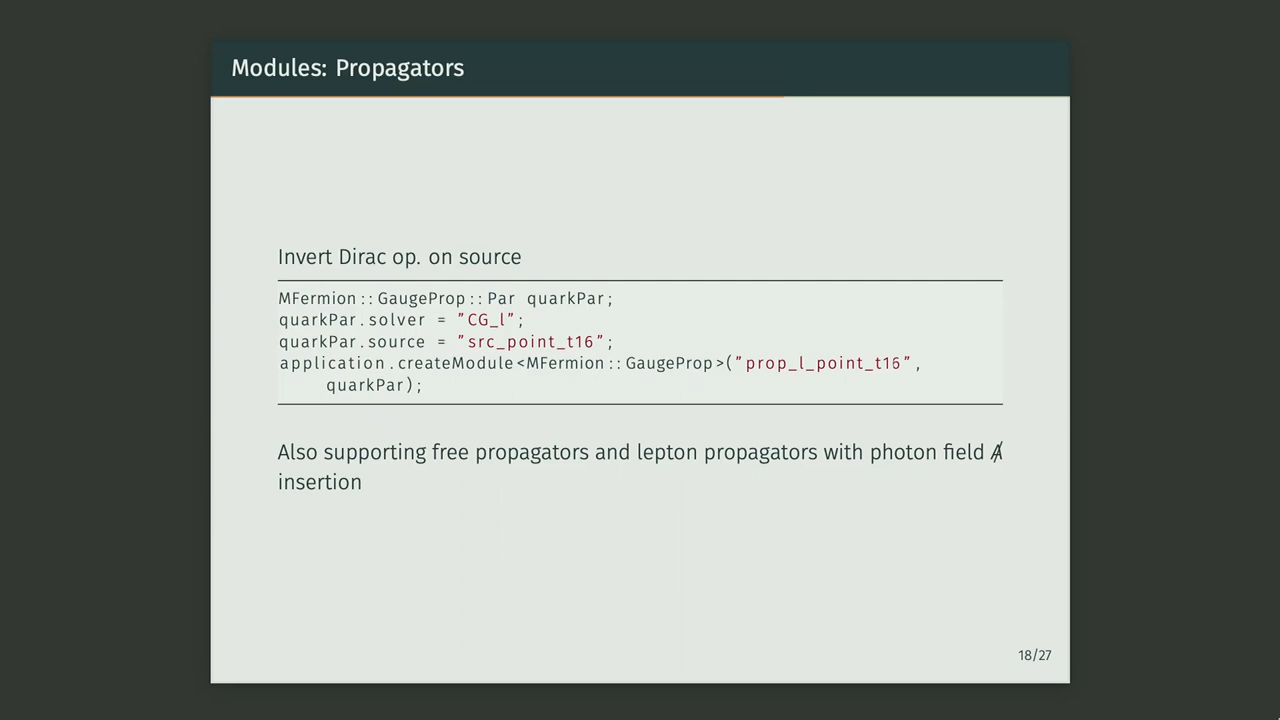 Modules: Propagators
Invert Dirac op. on source
MFermion::GaugeProp::Par quarkPar;
quarkPar.solver = "CG_l";
quarkPar.source = "src_point_t16";
application.createModule<MFermion::GaugeProp>("prop_l_point_t16",
quarkPar);
Also supporting free propagators and lepton propagators with photon field A̸
insertion
18/27